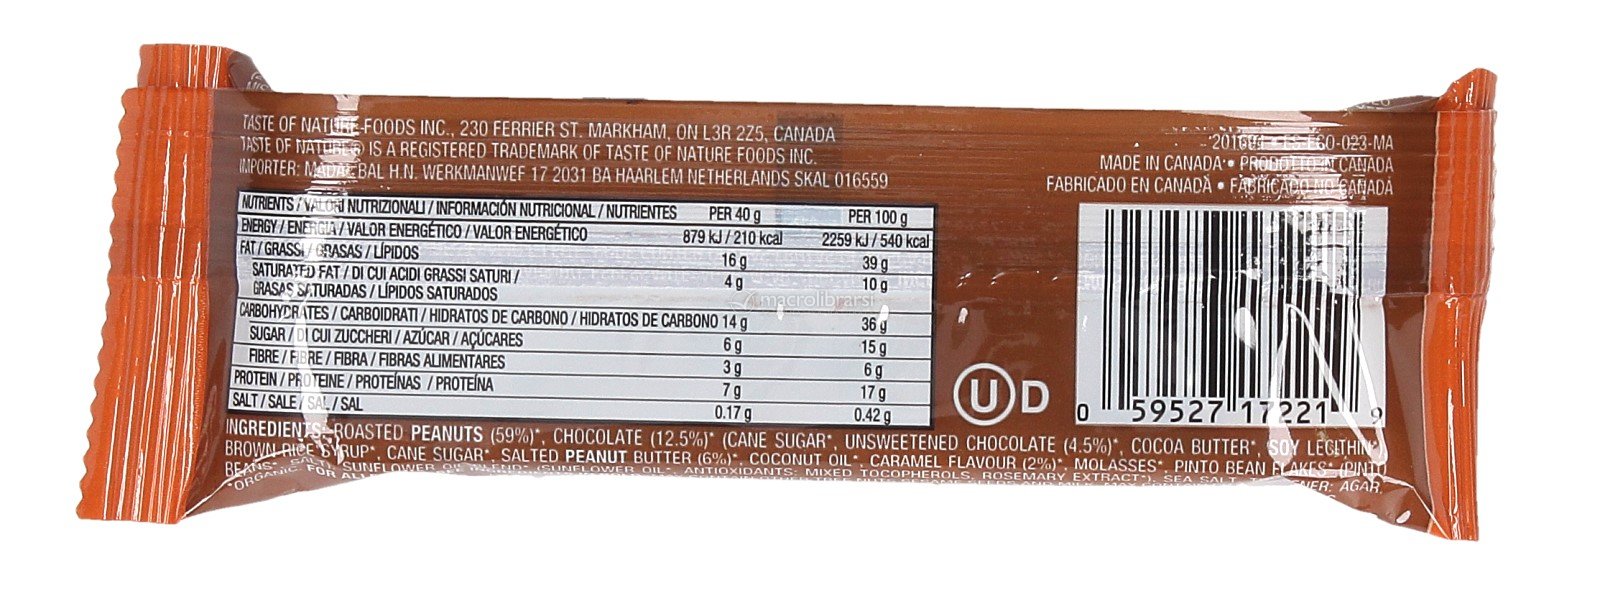 TASTE OF NATURE FOODS INC., 230 FERRIER ST. MARKHAM, ON L3R 2Z5, CANADA
TASTE OF NATURE® IS A REGISTERED TRADEMARK OF TASTE OF NATURE FOODS INC.
IMPORTER: MADAL BAL H.N. WERKMANWEF 17 2031 BA HAARLEM NETHERLANDS SKAL 016559
MADE IN CANADA • PRODOTTO IN CANADA
FABRICADO EN CANADÁ • FABRICADO NO CANADÁ
NUTRIENTS / VALORI NUTRIZIONALI / INFORMACIÓN NUTRICIONAL / NUTRIENTES PER 40 g PER 100 g
ENERGY / ENERGIA / VALOR ENERGÉTICO / VALOR ENERGÉTICO 879 kJ / 210 kcal 2259 kJ / 540 kcal
FAT / GRASSI / GRASAS / LÍPIDOS 16 g 39 g
SATURATED FAT / DI CUI ACIDI GRASSI SATURI / 4 g 10 g
GRASAS SATURADAS / LÍPIDOS SATURADOS
CARBOHYDRATES / CARBOIDRATI / HIDRATOS DE CARBONO / HIDRATOS DE CARBONO 14 g 36 g
SUGAR / DI CUI ZUCCHERI / AZÚCAR / AÇÚCARES 6 g 15 g
FIBRE / FIBRE / FIBRA / FIBRAS ALIMENTARES 3 g 6 g
PROTEIN / PROTEINE / PROTEÍNAS / PROTEÍNA 7 g 17 g
SALT / SALE / SAL / SAL 0.17 g 0.42 g
macrolibrarsi
U D
0 59527 17221 9
INGREDIENTS: ROASTED PEANUTS (59%)*, CHOCOLATE (12.5%)* (CANE SUGAR*, UNSWEETENED CHOCOLATE (4.5%)*, COCOA BUTTER*, SOY LECITHIN*)
BROWN RICE SYRUP*, CANE SUGAR*, SALTED PEANUT BUTTER (6%)*, COCONUT OIL*, CARAMEL FLAVOUR (2%)*, MOLASSES*, PINTO BEAN FLAKES* (PINTO
BEANS*, SALT), SUNFLOWER OIL BLEND* (SUNFLOWER OIL*, ANTIOXIDANTS: MIXED TOCOPHEROLS, ROSEMARY EXTRACT*), SEA SALT, AGAR.
*ORGANIC. FOR